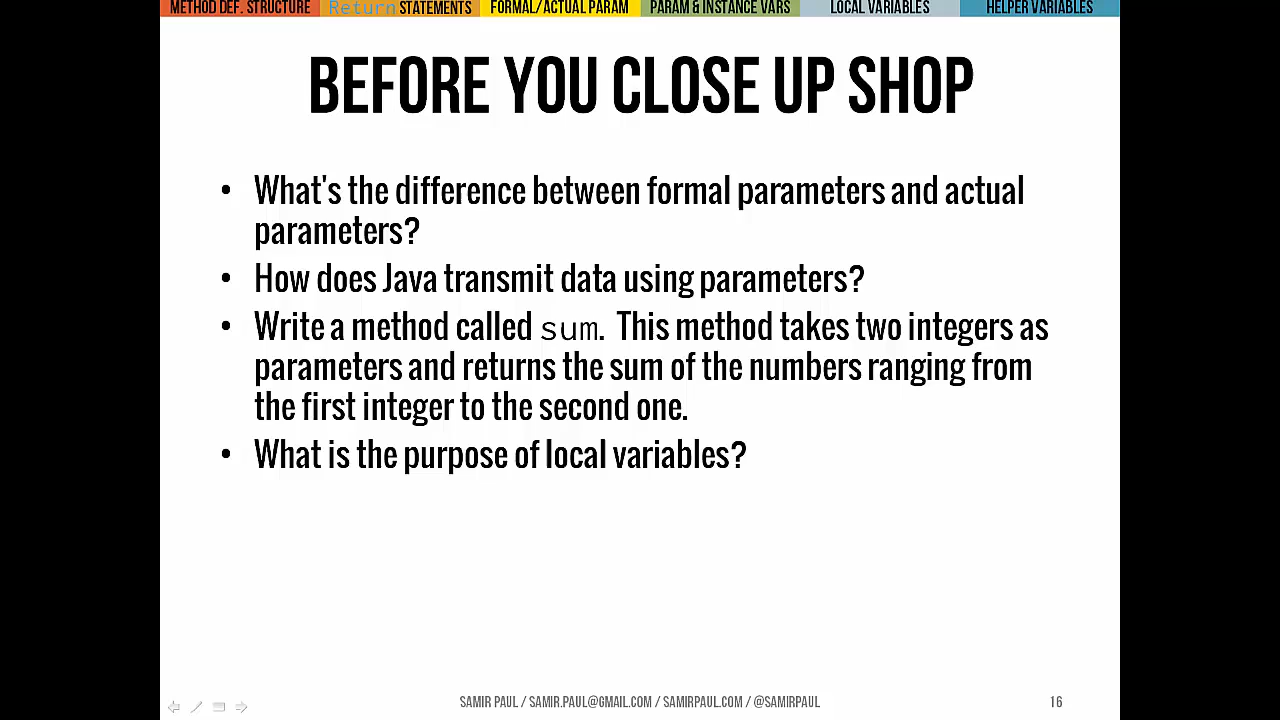 METHOD DEF. STRUCTURE Return STATEMENTS FORMAL/ACTUAL PARAM PARAM & INSTANCE VARS LOCAL VARIABLES HELPER VARIABLES
BEFORE YOU CLOSE UP SHOP
• What's the difference between formal parameters and actual
parameters?
• How does Java transmit data using parameters?
• Write a method called sum. This method takes two integers as
parameters and returns the sum of the numbers ranging from
the first integer to the second one.
• What is the purpose of local variables?
SAMIR PAUL / SAMIR.PAUL@GMAIL.COM / SAMIRPAUL.COM / @SAMIRPAUL 16